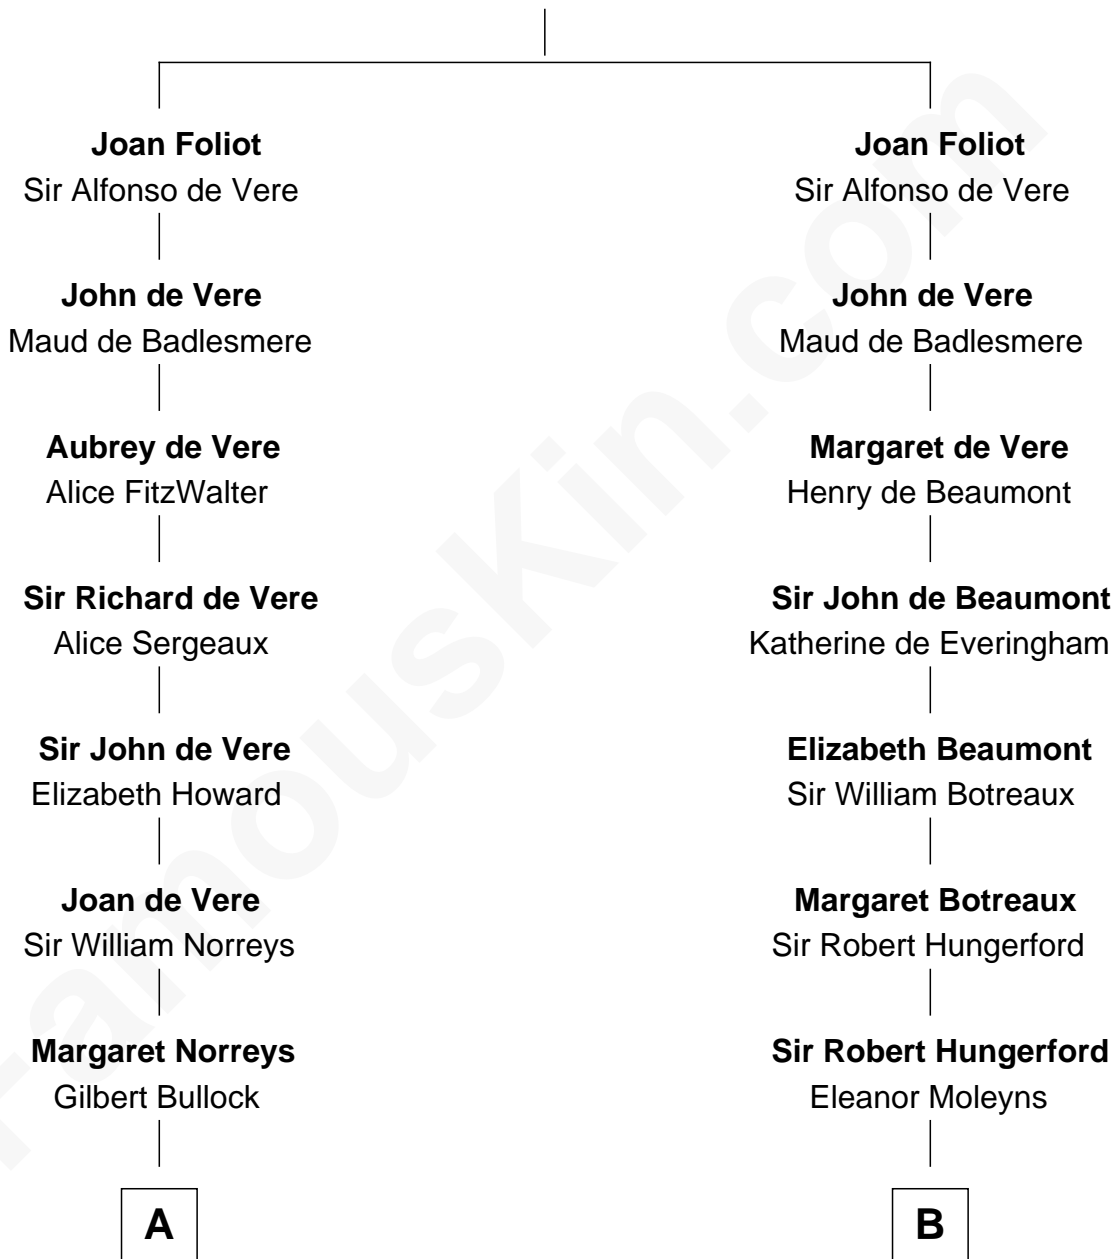 Joan Foliot
Sir Alfonso de Vere
John de Vere
Maud de Badlesmere
Aubrey de Vere
Alice FitzWalter
Sir Richard de Vere
Alice Sergeaux
Sir John de Vere
Elizabeth Howard
Joan de Vere
Sir William Norreys
Margaret Norreys
Gilbert Bullock
A
Joan Foliot
Sir Alfonso de Vere
John de Vere
Maud de Badlesmere
Margaret de Vere
Henry de Beaumont
Sir John de Beaumont
Katherine de Everingham
Elizabeth Beaumont
Sir William Botreaux
Margaret Botreaux
Sir Robert Hungerford
Sir Robert Hungerford
Eleanor Moleyns
B
FamousKin.com